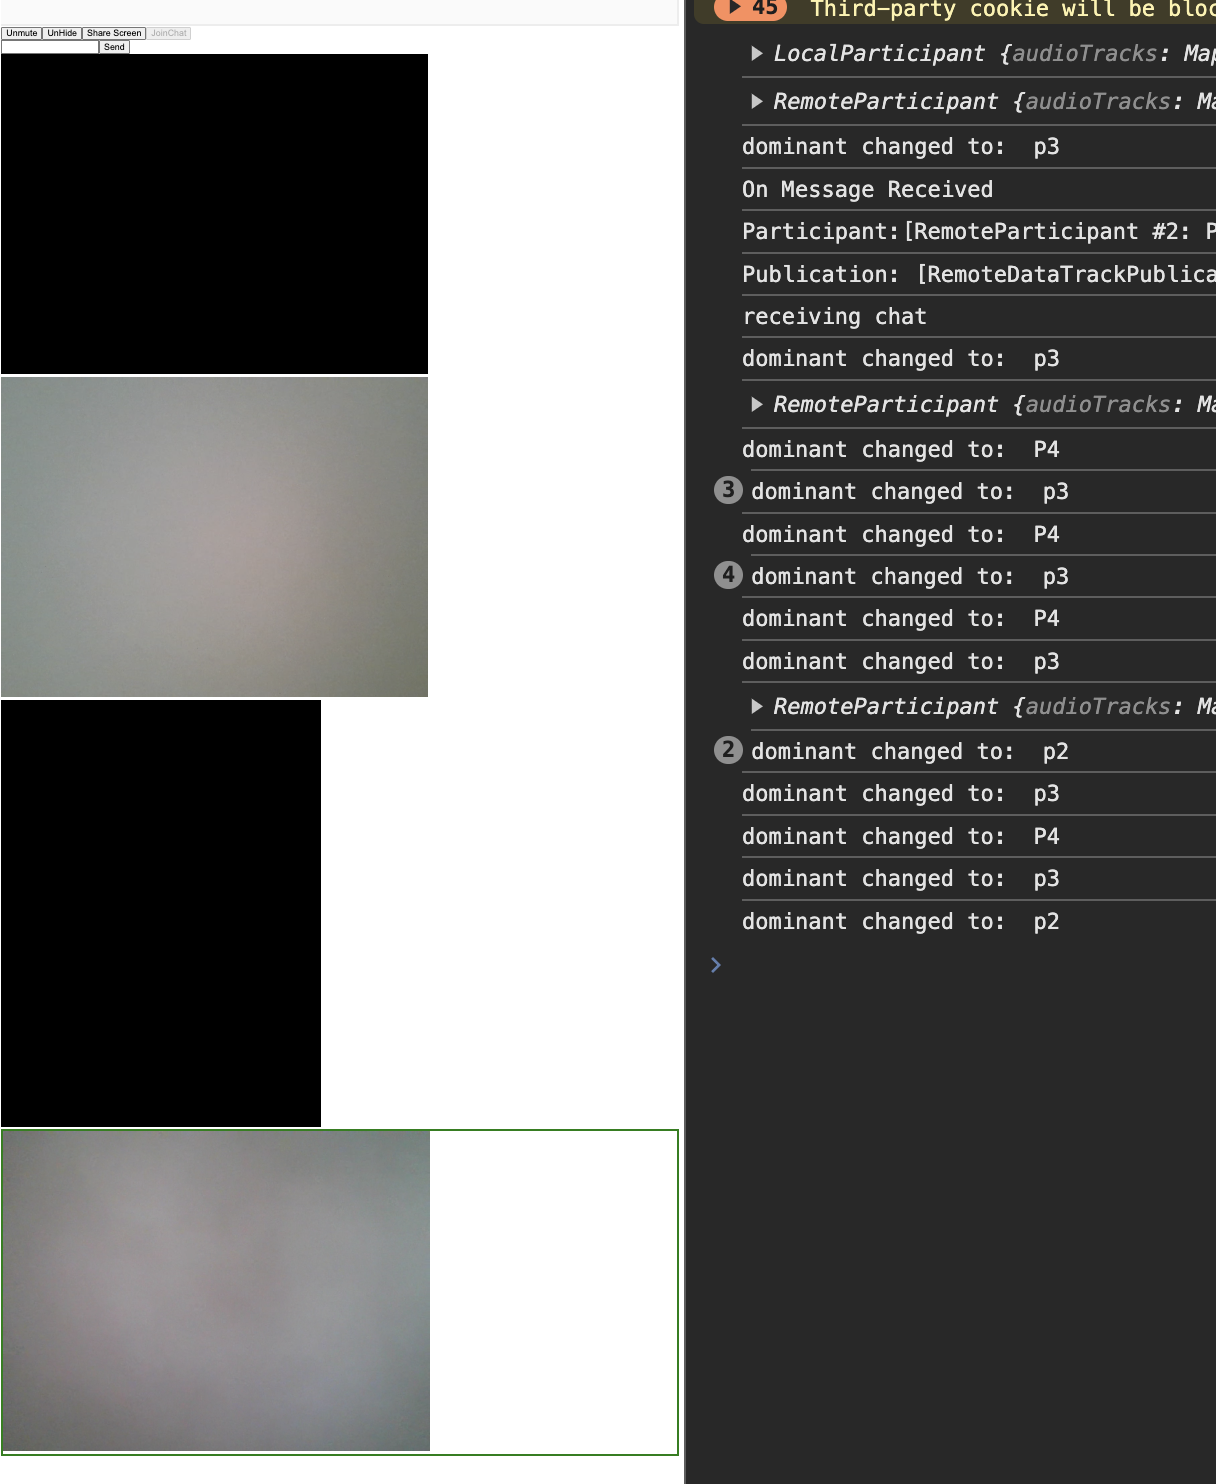 Unmute UnHide Share Screen JoinChat
Send
45 Third-party cookie will be bloc
LocalParticipant {audioTracks: Map
RemoteParticipant {audioTracks: Ma
dominant changed to: p3
On Message Received
Participant:[RemoteParticipant #2: P
Publication: [RemoteDataTrackPublica
receiving chat
dominant changed to: p3
RemoteParticipant {audioTracks: Ma
dominant changed to: P4
3 dominant changed to: p3
dominant changed to: P4
4 dominant changed to: p3
dominant changed to: P4
dominant changed to: p3
RemoteParticipant {audioTracks: Ma
2 dominant changed to: p2
dominant changed to: p3
dominant changed to: P4
dominant changed to: p3
dominant changed to: p2